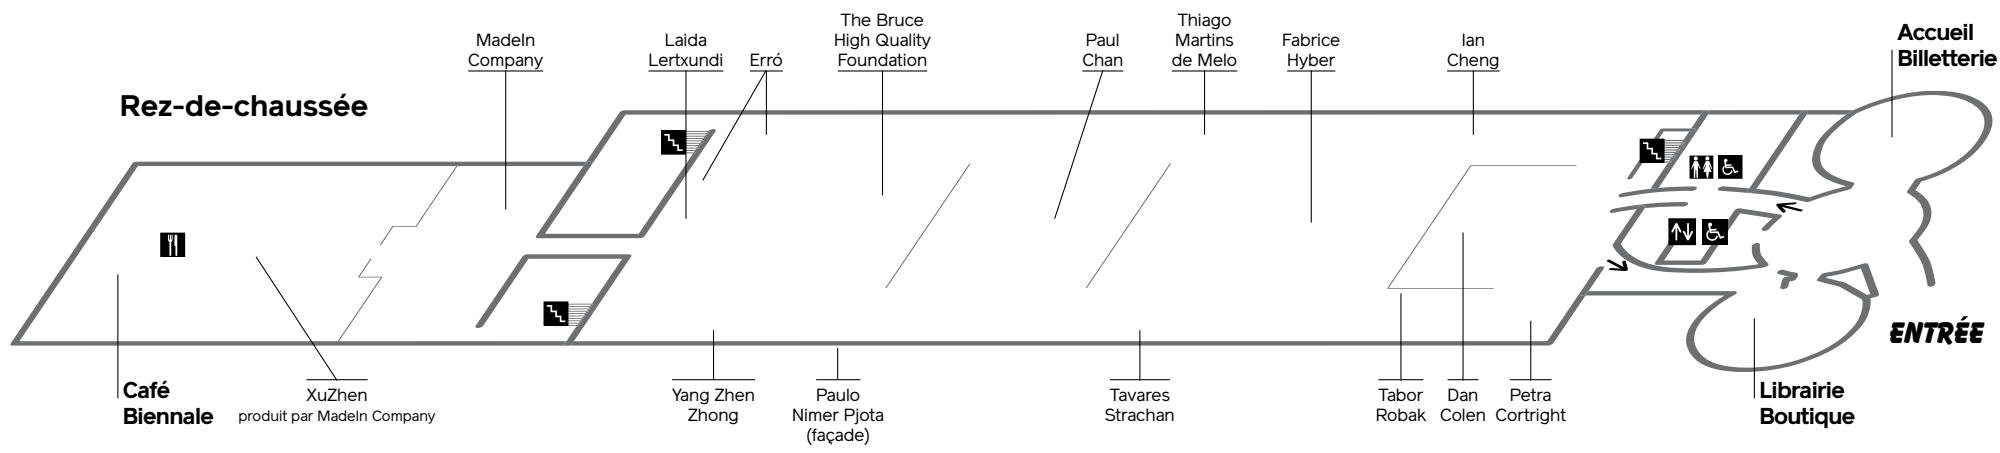 Rez-de-chaussée
MadeIn
Company
Laida
Lertxundi
Erró
The Bruce
High Quality
Foundation
Paul
Chan
Thiago
Martins
de Melo
Fabrice
Hyber
Ian
Cheng
Accueil
Billetterie
ENTRÉE
Café
Biennale
XuZhen
produit par MadeIn Company
Yang Zhen
Zhong
Paulo
Nimer Pjota
(façade)
Tavares
Strachan
Tabor
Robak
Dan
Colen
Petra
Cortright
Librairie
Boutique